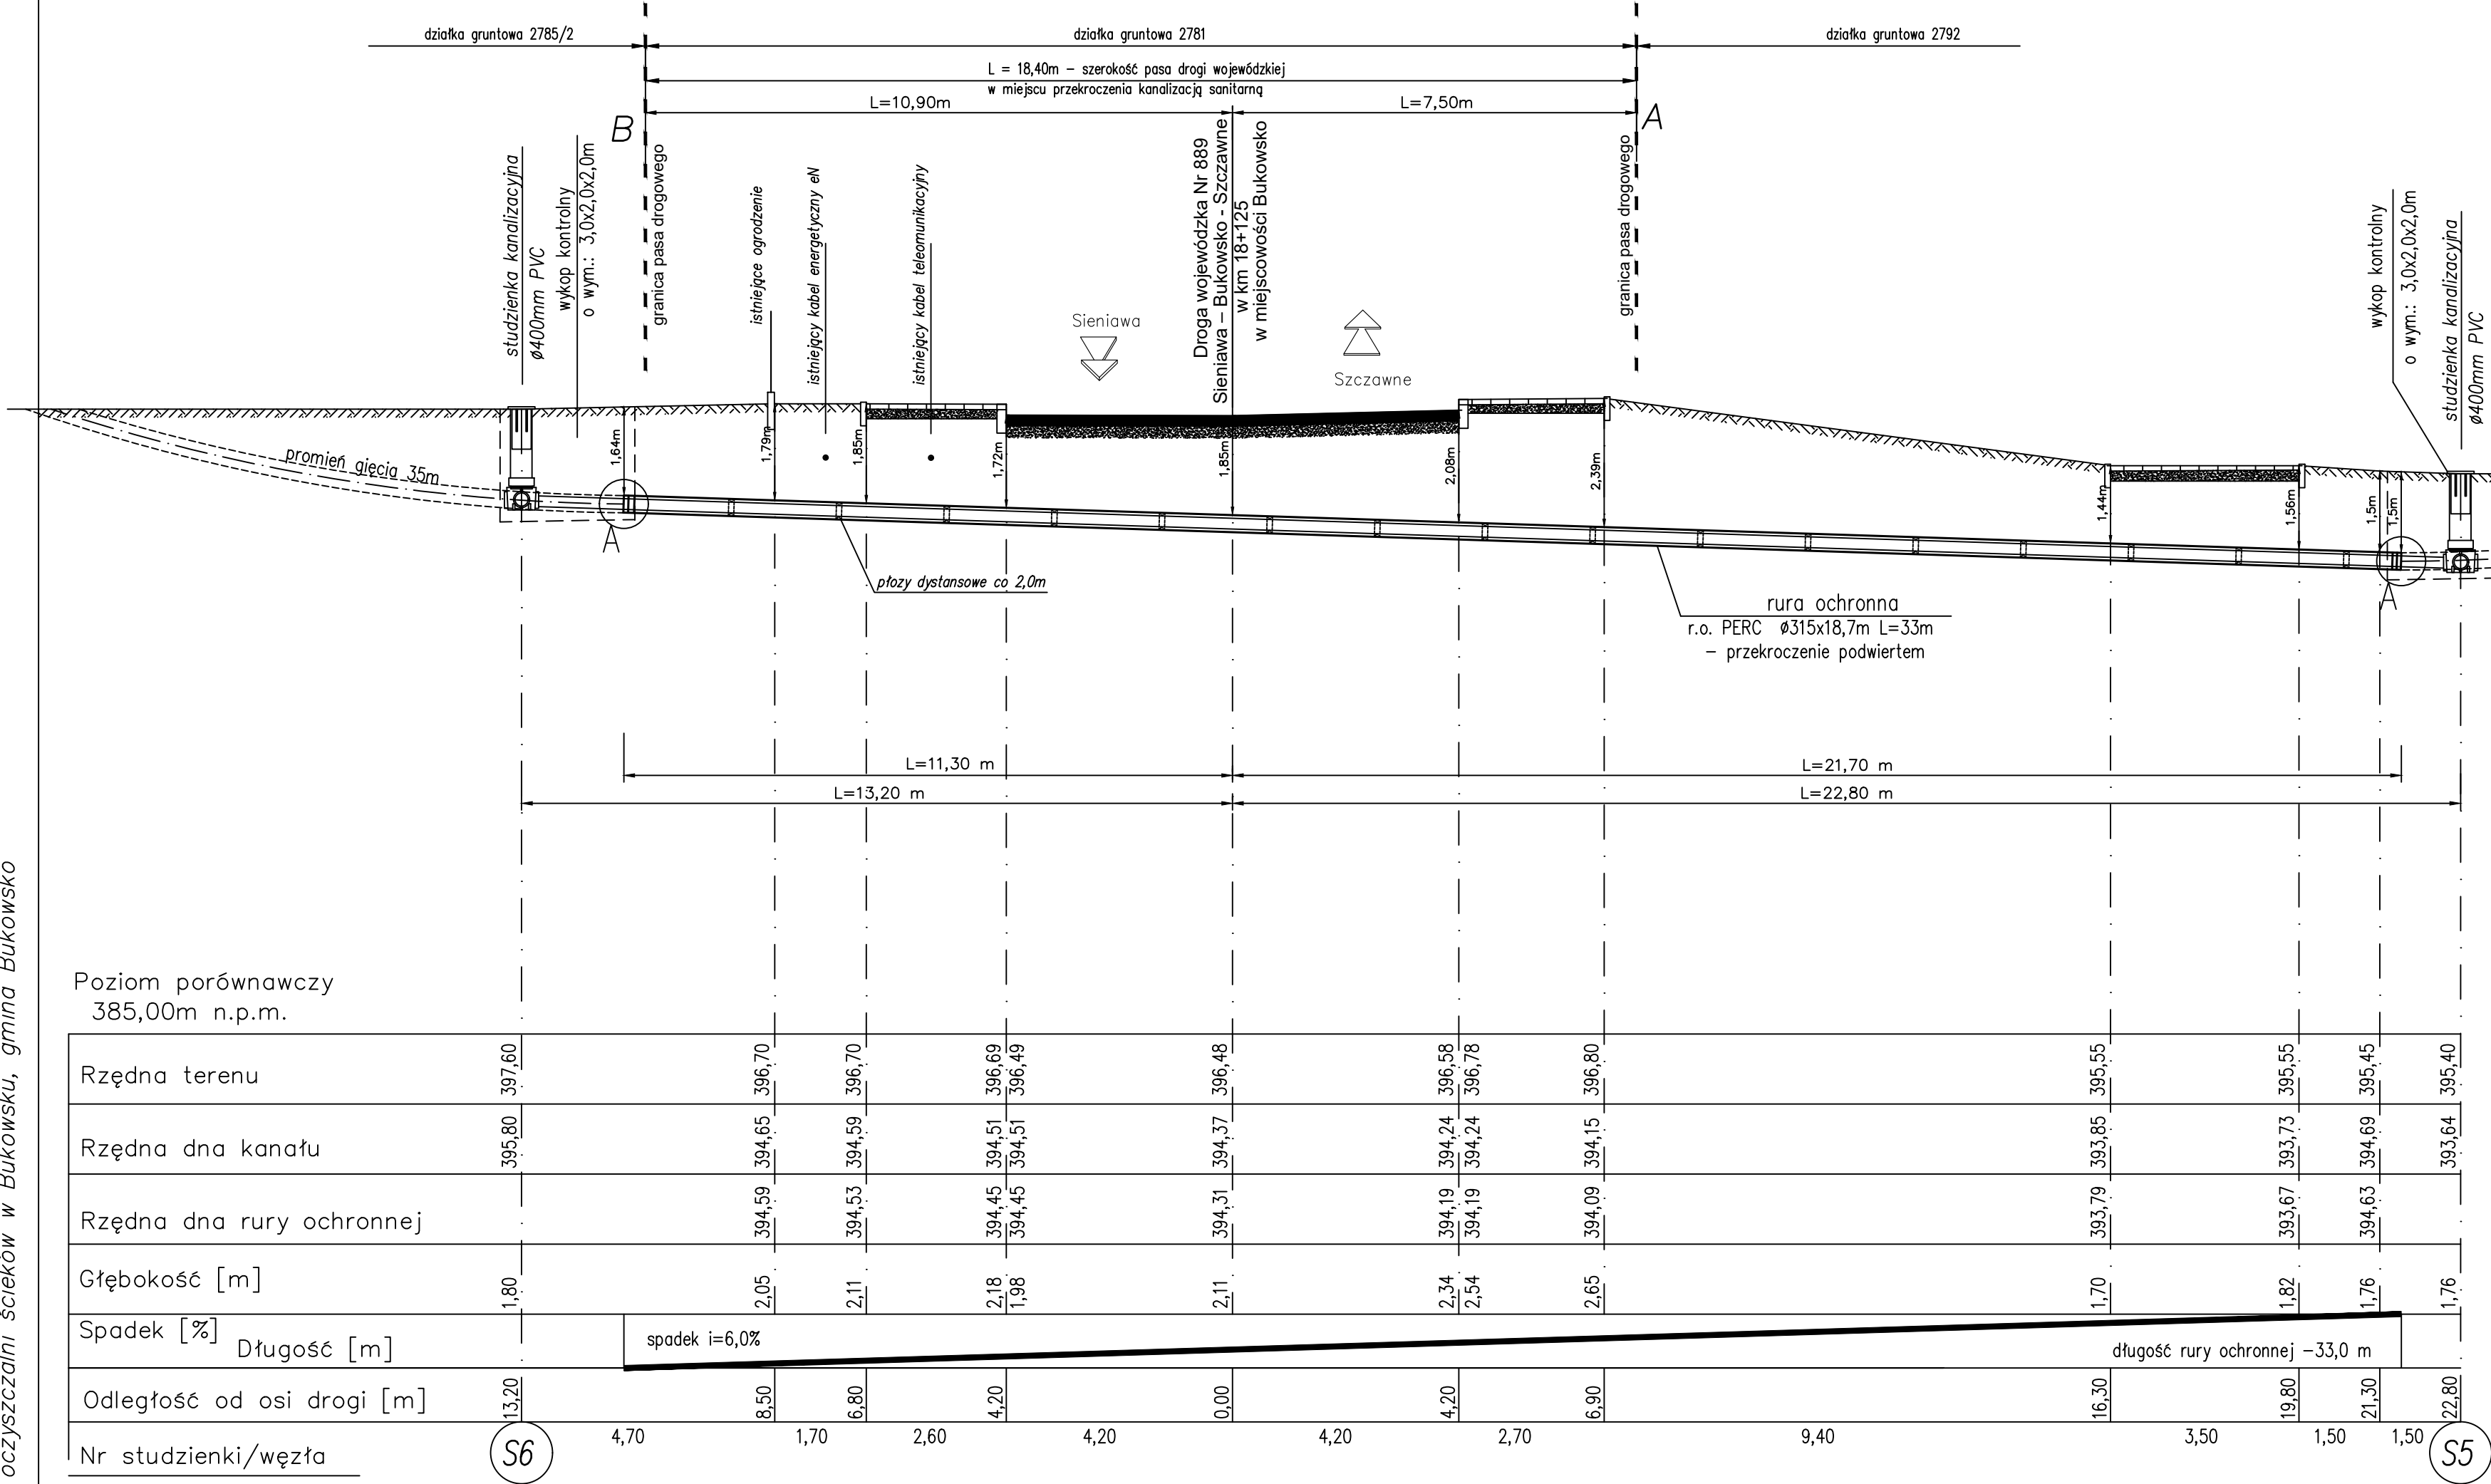 działka gruntowa 2785/2
działka gruntowa 2781
działka gruntowa 2792
L = 18,40m – szerokość pasa drogi wojewódzkiej
w miejscu przekroczenia kanalizacją sanitarną
L=10,90m
L=7,50m
B
A
studzienka kanalizacyjna
ø400mm PVC
wykop kontrolny
o wym.: 3,0x2,0x2,0m
granica pasa drogowego
istniejące ogrodzenie
istniejący kabel energetyczny eN
istniejący kabel teleomunikacyjny
Sieniawa
Droga wojewódzka Nr 889
Sieniawa – Bukowsko - Szczawne
w km 18+125
w miejscowości Bukowsko
Szczawne
granica pasa drogowego
wykop kontrolny
o wym.: 3,0x2,0x2,0m
studzienka kanalizacyjna
ø400mm PVC
promień gięcia 35m
1,64m
1,79m
1,85m
1,72m
1,85m
2,08m
2,39m
1,44m
1,56m
1,5m
1,5m
A
A
płozy dystansowe co 2,0m
rura ochronna
r.o. PERC ø315x18,7m L=33m
– przekroczenie podwiertem
L=11,30 m
L=21,70 m
L=13,20 m
L=22,80 m
oczyszczalni ścieków w Bukowsku, gmina Bukowsko
Poziom porównawczy
385,00m n.p.m.
Rzędna terenu
397,60 396,70 396,70 396,69 396,49 396,48 396,58 396,78 396,80 395,55 395,55 395,45 395,40
Rzędna dna kanału
395,80 394,65 394,59 394,51 394,51 394,37 394,24 394,24 394,15 393,85 393,73 394,69 393,64
Rzędna dna rury ochronnej
394,59 394,53 394,45 394,45 394,31 394,19 394,19 394,09 393,79 393,67 394,63
Głębokość [m]
1,80 2,05 2,11 2,18 1,98 2,11 2,34 2,54 2,65 1,70 1,82 1,76 1,76
Spadek [%]
Długość [m]
spadek i=6,0%
długość rury ochronnej –33,0 m
Odległość od osi drogi [m]
13,20 8,50 6,80 4,20 0,00 4,20 6,90 16,30 19,80 21,30 22,80
4,70 1,70 2,60 4,20 4,20 2,70 9,40 3,50 1,50 1,50
Nr studzienki/węzła
S6
S5